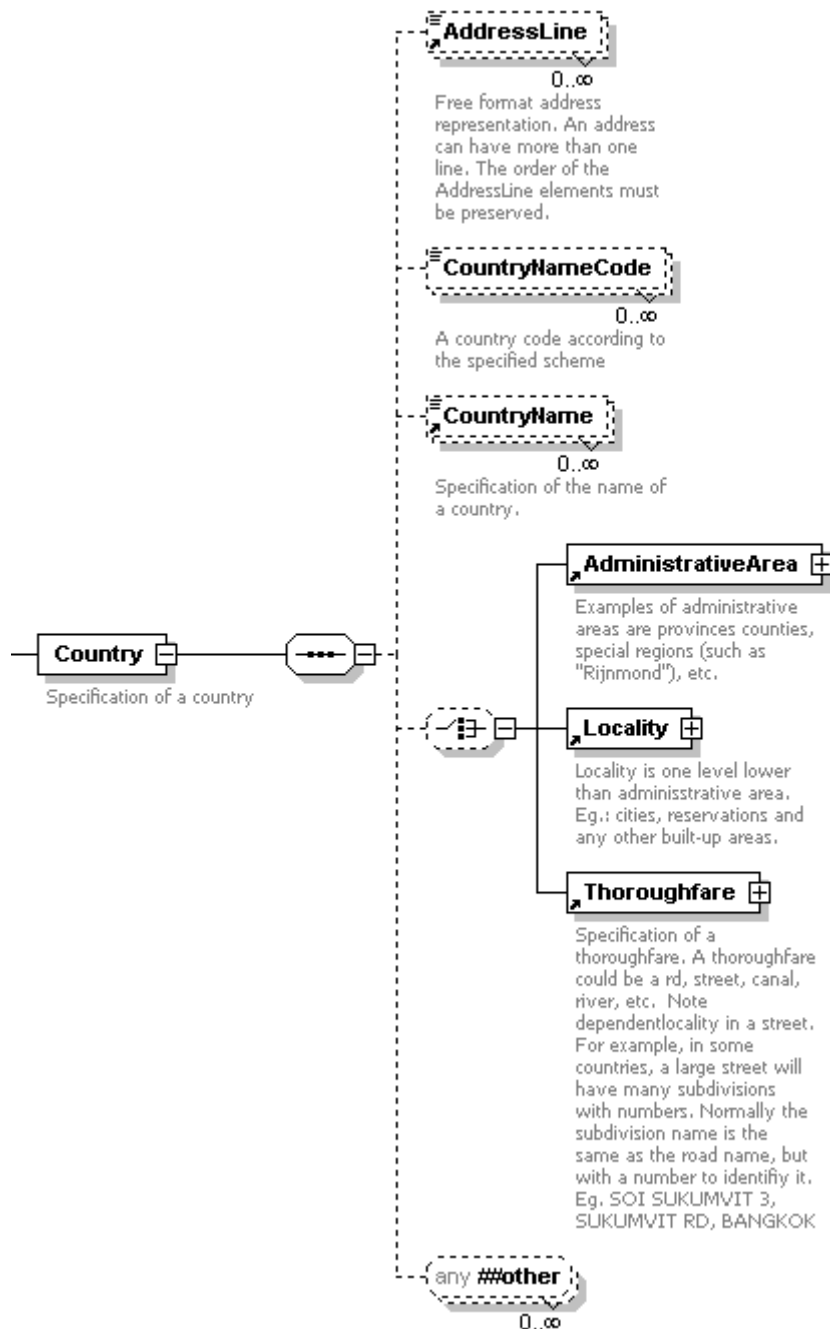 AddressLine
0..∞
Free format address
representation. An address
can have more than one
line. The order of the
AddressLine elements must
be preserved.
CountryNameCode
0..∞
A country code according to
the specified scheme
CountryName
0..∞
Specification of the name of
a country.
AdministrativeArea
Examples of administrative
areas are provinces counties,
special regions (such as
"Rijnmond"), etc.
Country
Specification of a country
Locality
Locality is one level lower
than adminisstrative area.
Eg.: cities, reservations and
any other built-up areas.
Thoroughfare
Specification of a
thoroughfare. A thoroughfare
could be a rd, street, canal,
river, etc.  Note
dependentlocality in a street.
For example, in some
countries, a large street will
have many subdivisions
with numbers. Normally the
subdivision name is the
same as the road name, but
with a number to identifiy it.
Eg. SOI SUKUMVIT 3,
SUKUMVIT RD, BANGKOK
any ##other
0..∞